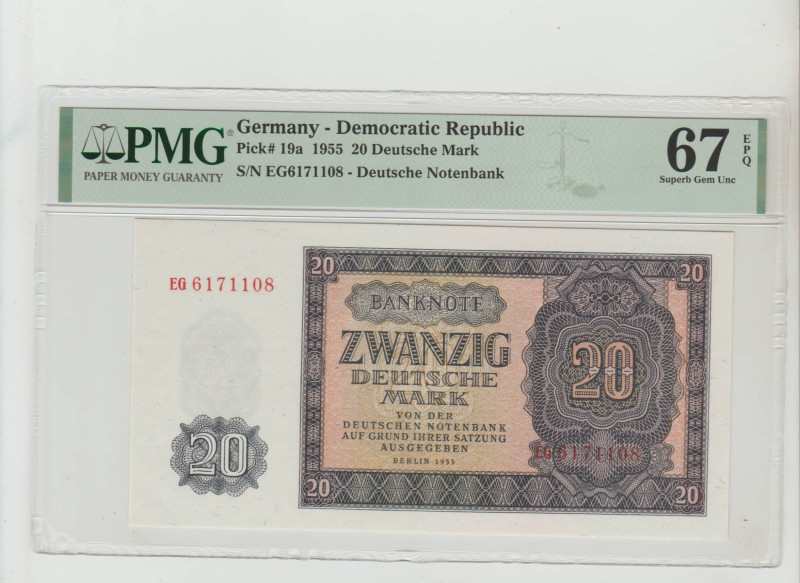 PMG®
PAPER MONEY GUARANTY
Germany - Democratic Republic
Pick# 19a 1955 20 Deutsche Mark
S/N EG6171108 - Deutsche Notenbank
67 EPQ
Superb Gem Unc
EG 6171108
20
20
20
BANKNOTE
ZWANZIG
DEUTSCHE
MARK
VON DER
DEUTSCHEN NOTENBANK
AUF GRUND IHRER SATZUNG
AUSGEGEBEN
BERLIN 1955
20
EG 6171108
20
20